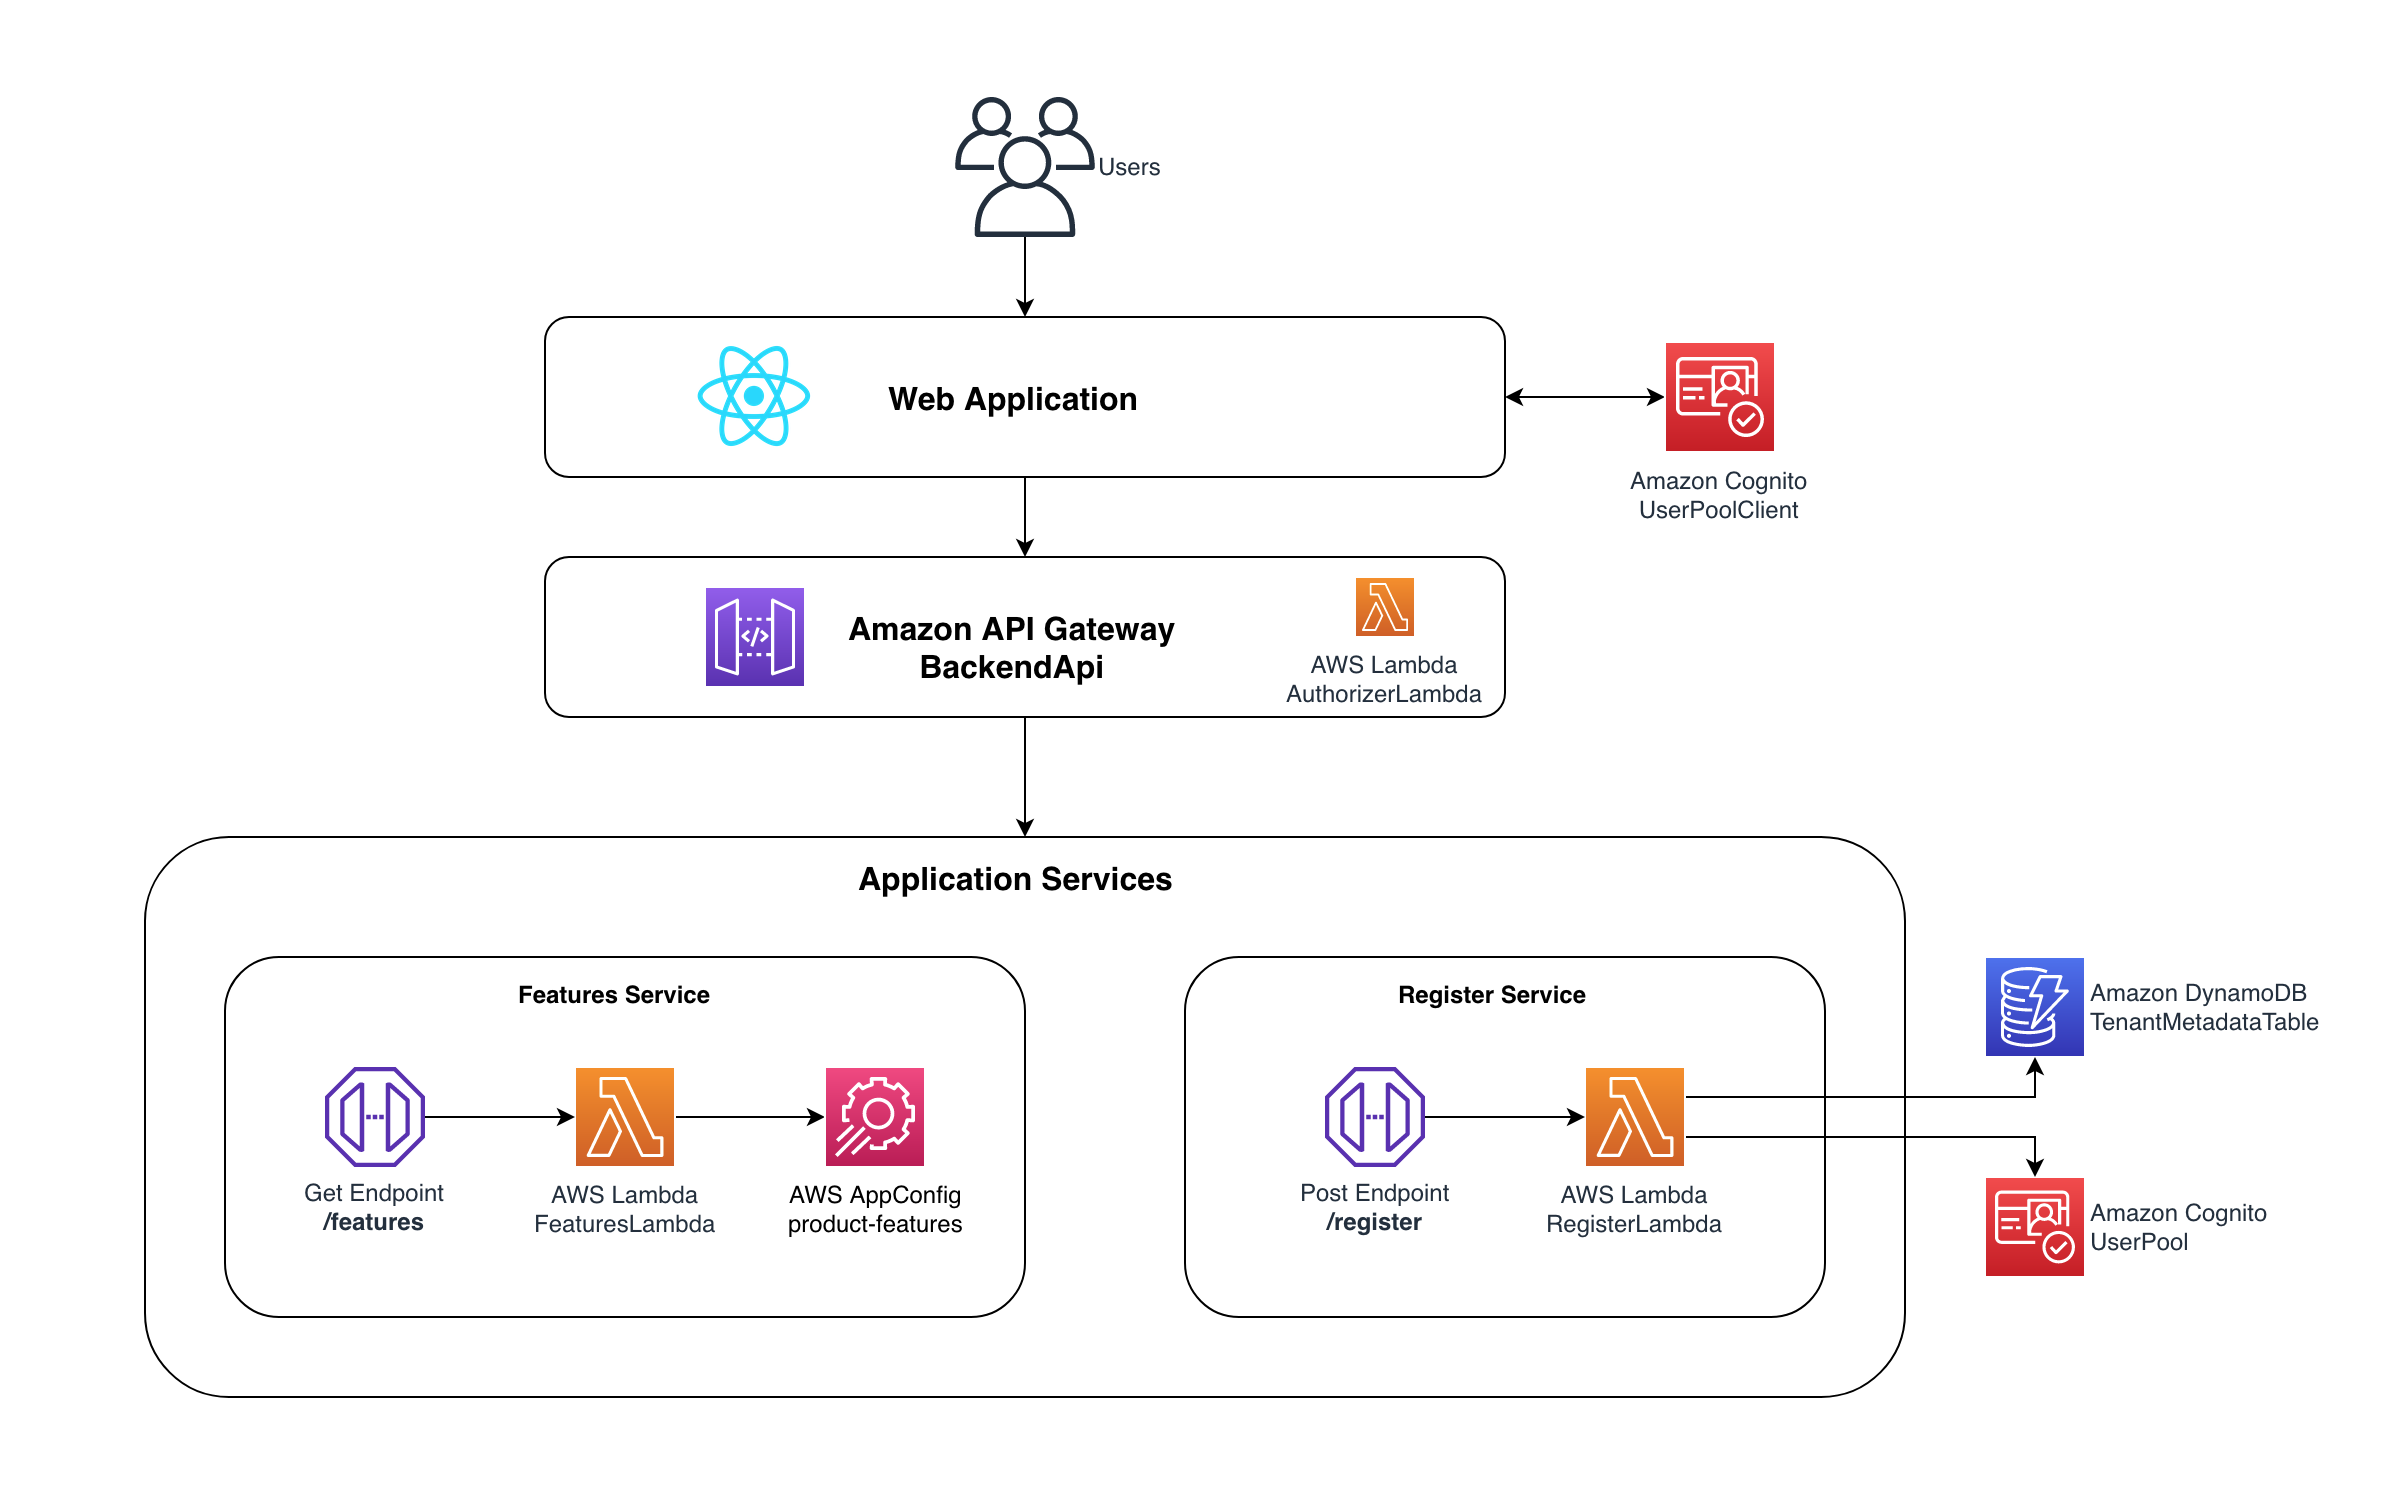 Users
Web Application
Amazon Cognito
UserPoolClient
Amazon API Gateway
BackendApi
AWS Lambda
AuthorizerLambda
Application Services
Features Service
Get Endpoint
/features
AWS Lambda
FeaturesLambda
AWS AppConfig
product-features
Register Service
Post Endpoint
/register
AWS Lambda
RegisterLambda
Amazon DynamoDB
TenantMetadataTable
Amazon Cognito
UserPool